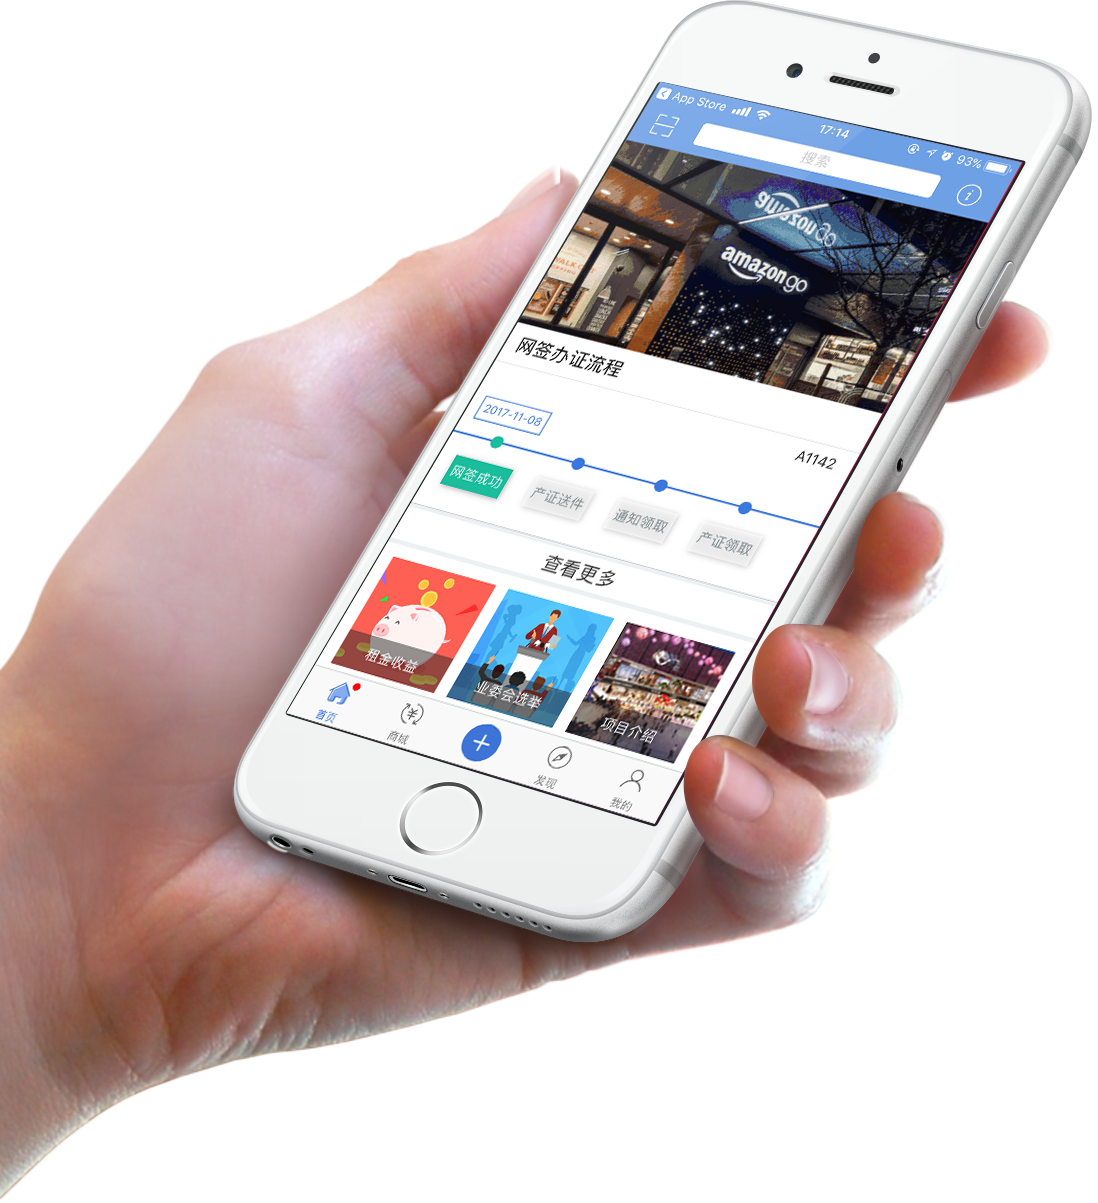 App Store
17:14
93%
搜索
amazon go
amazon go
网签办证流程
2017-11-08
A1142
网签成功
产证送件
通知领取
产证领取
查看更多
租金收益
业委会选举
项目介绍
首页
商城
发现
我的